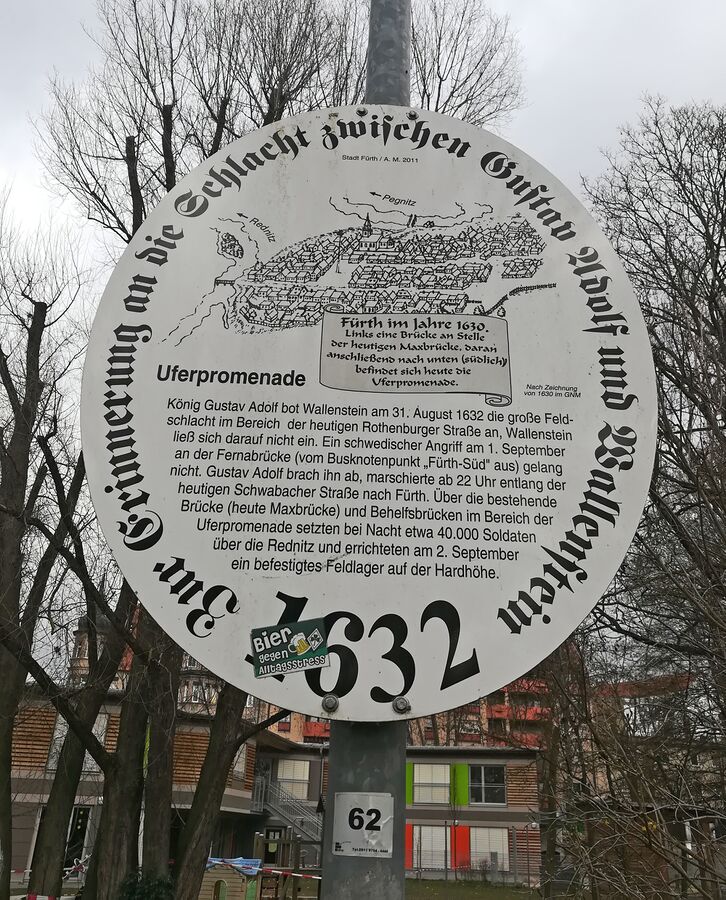 Zur Erinnerung an die Schlacht zwischen Gustav Adolf und Wallenstein
Stadt Fürth / A. M. 2011
Pegnitz
Rednitz
Fürth im Jahre 1630.
Links eine Brücke an Stelle
der heutigen Maxbrücke, daran
anschließend nach unten (südlich)
befindet sich heute die
Uferpromenade.
Nach Zeichnung
von 1630 im GNM
Uferpromenade
König Gustav Adolf bot Wallenstein am 31. August 1632 die große Feld-
schlacht im Bereich der heutigen Rothenburger Straße an, Wallenstein
ließ sich darauf nicht ein. Ein schwedischer Angriff am 1. September
an der Fernabrücke (vom Busknotenpunkt „Fürth-Süd" aus) gelang
nicht. Gustav Adolf brach ihn ab, marschierte ab 22 Uhr entlang der
heutigen Schwabacher Straße nach Fürth. Über die bestehende
Brücke (heute Maxbrücke) und Behelfsbrücken im Bereich der
Uferpromenade setzten bei Nacht etwa 40.000 Soldaten
über die Rednitz und errichteten am 2. September
ein befestigtes Feldlager auf der Hardhöhe.
1632
Bier
gegen
Alltagsstress
62